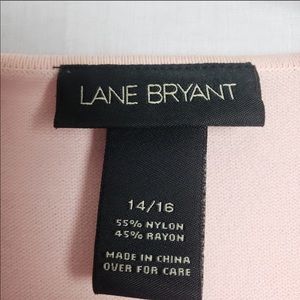 LANE BRYANT
14/16
55% NYLON
45% RAYON
MADE IN CHINA
OVER FOR CARE